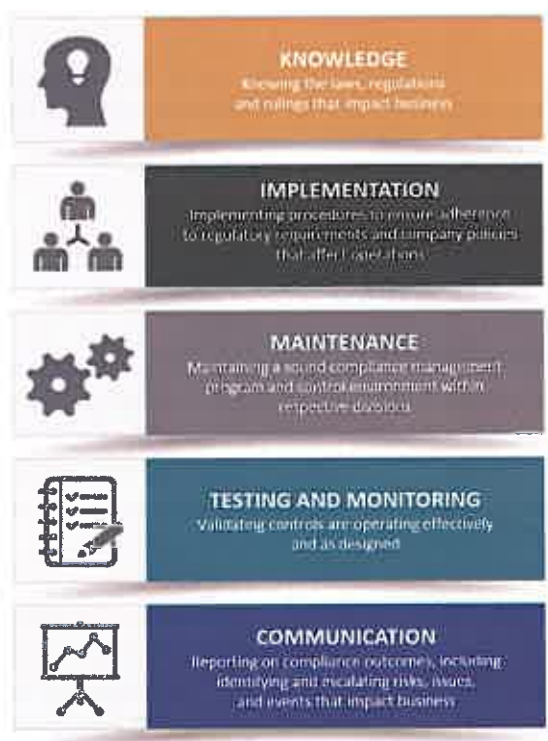 KNOWLEDGE
Knowing the laws, regulations
and rulings that impact business
IMPLEMENTATION
Implementing procedures to ensure adherence
to regulatory requirements and company policies
that affect operations
MAINTENANCE
Maintaining a sound compliance management
program and control environment within
respective divisions
TESTING AND MONITORING
Validating controls are operating effectively
and as designed
COMMUNICATION
Reporting on compliance outcomes, including
identifying and escalating risks, issues,
and events that impact business